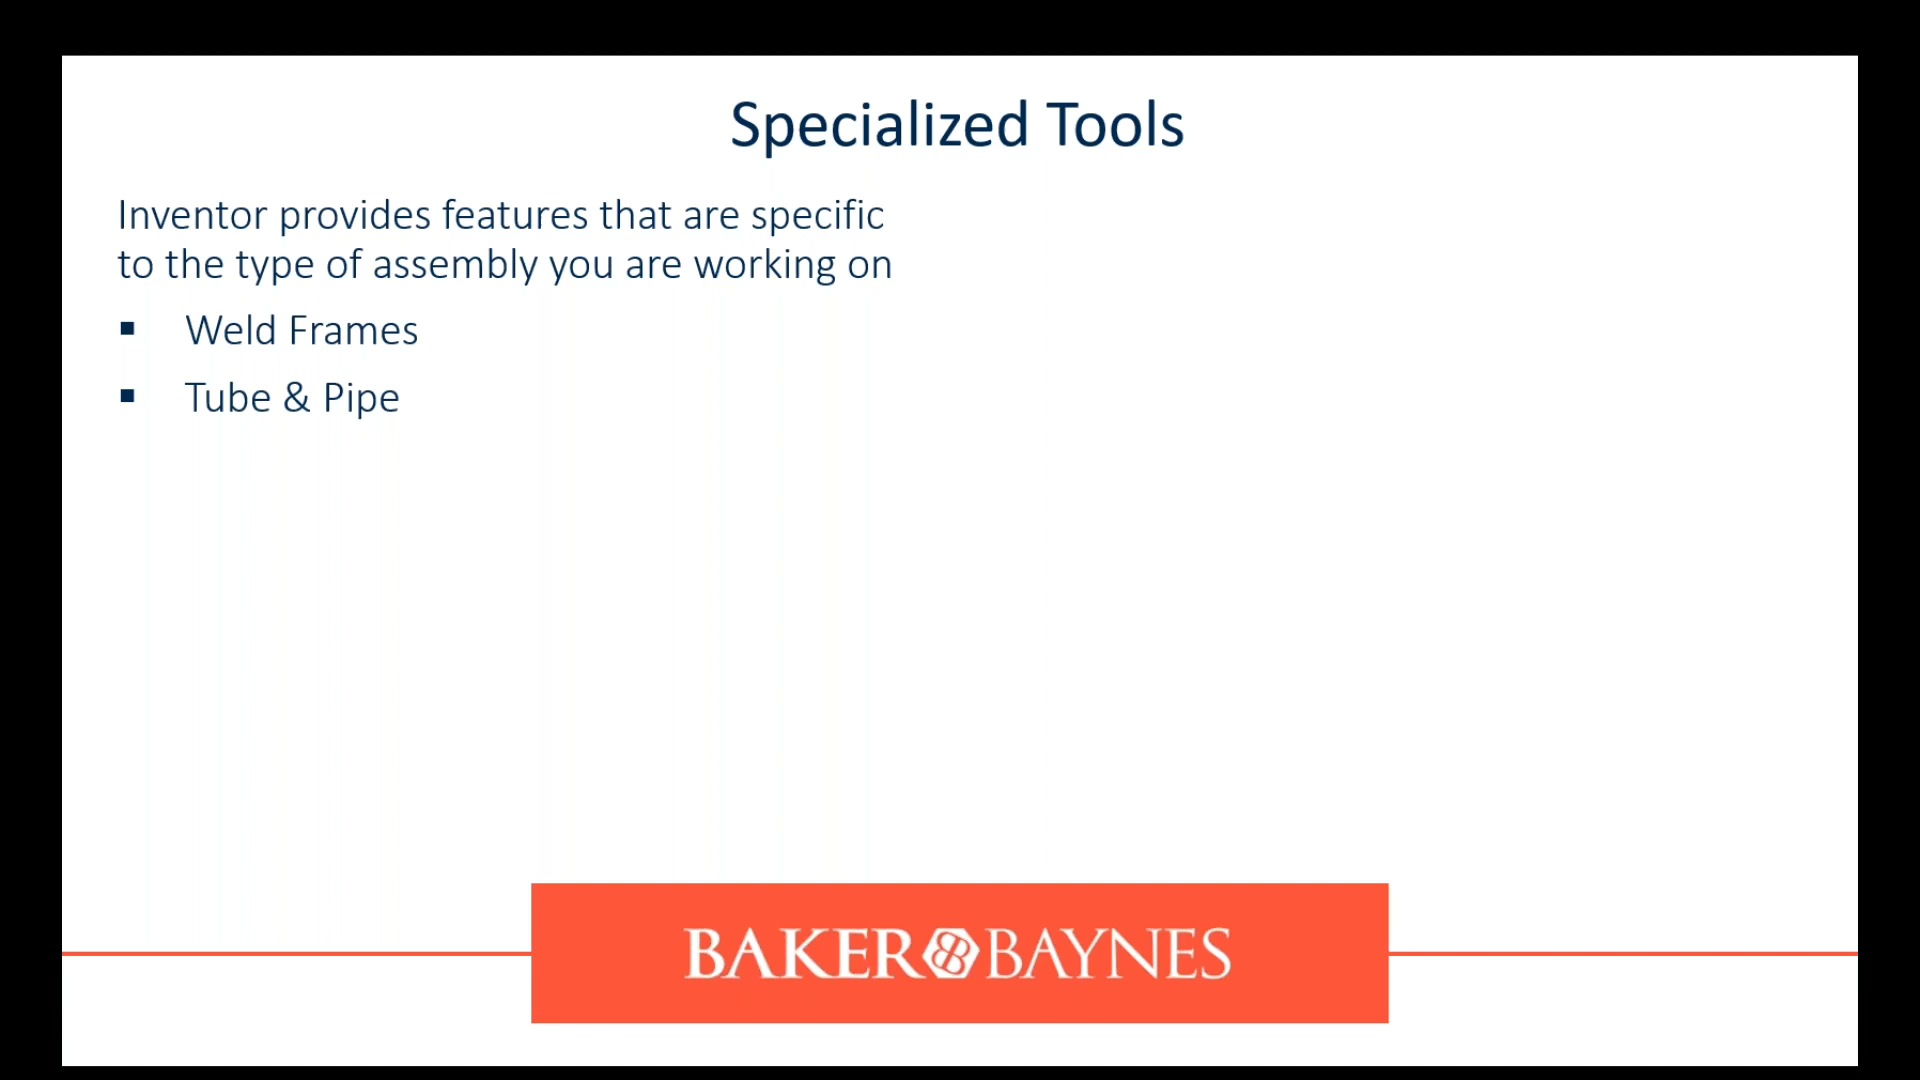 Specialized Tools
Inventor provides features that are specific
to the type of assembly you are working on
▪ Weld Frames
▪ Tube & Pipe
BAKER BAYNES